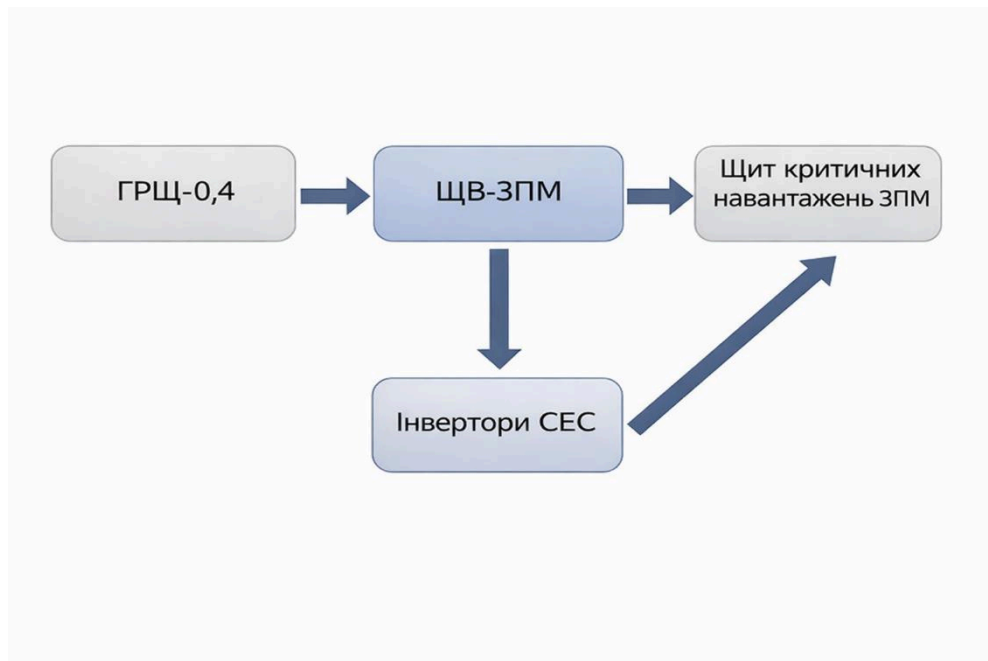 ГРЩ-0,4
ЩВ-ЗПМ
Щит критичних
навантажень ЗПМ
Інвертори СЕС